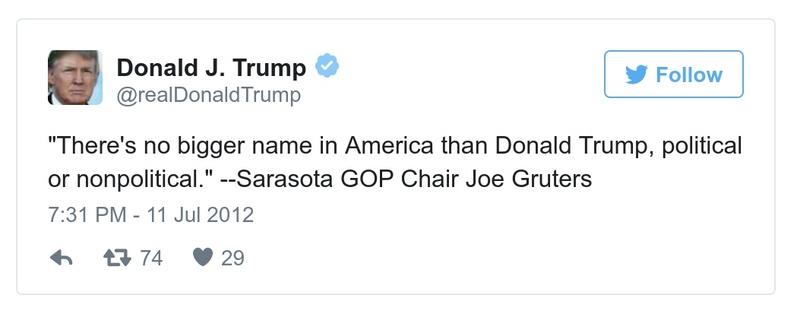 Donald J. Trump
@realDonaldTrump
Follow
"There's no bigger name in America than Donald Trump, political
or nonpolitical." --Sarasota GOP Chair Joe Gruters
7:31 PM - 11 Jul 2012
74 29